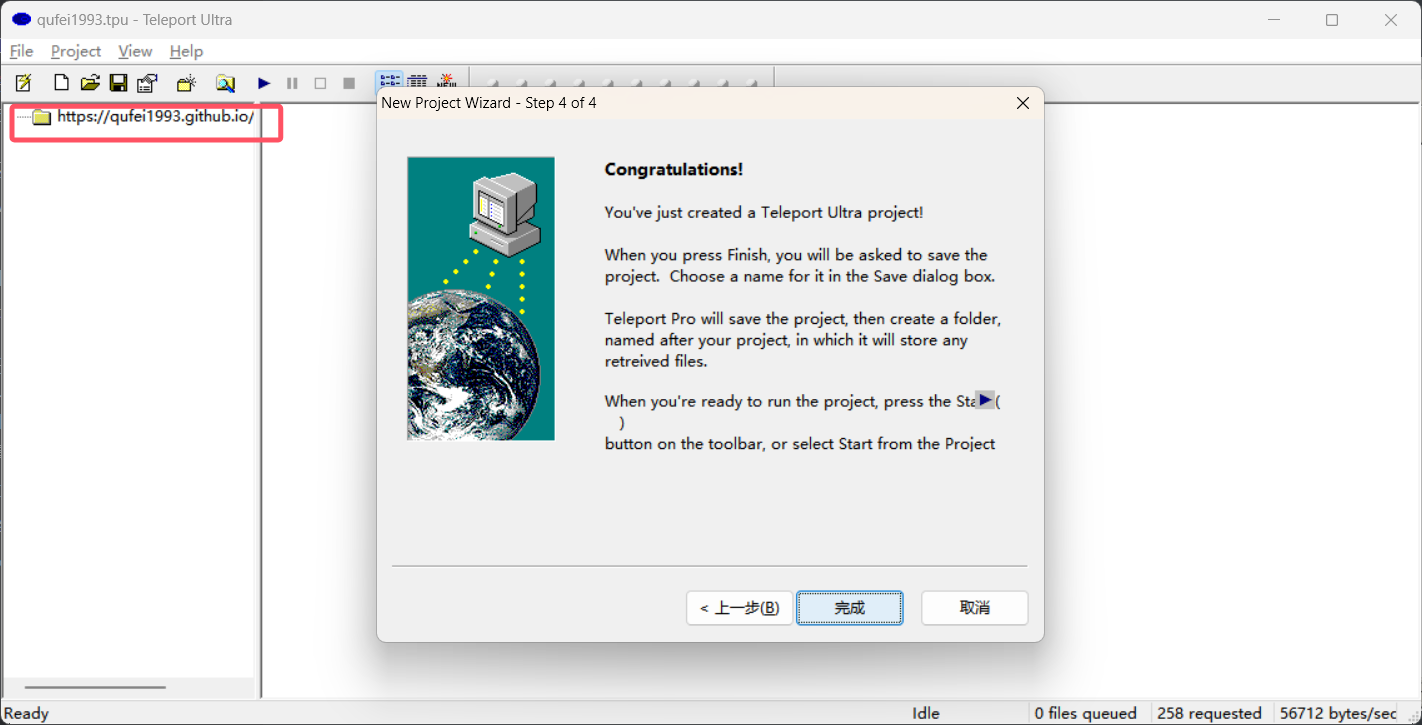 qufei1993.tpu - Teleport Ultra
File Project View Help
NEW
https://qufei1993.github.io/
New Project Wizard - Step 4 of 4
Congratulations!
You've just created a Teleport Ultra project!
When you press Finish, you will be asked to save the
project.  Choose a name for it in the Save dialog box.
Teleport Pro will save the project, then create a folder,
named after your project, in which it will store any
retreived files.
When you're ready to run the project, press the Sta (
)
button on the toolbar, or select Start from the Project
< 上一步(B)
完成
取消
Ready
Idle
0 files queued
258 requested
56712 bytes/sec